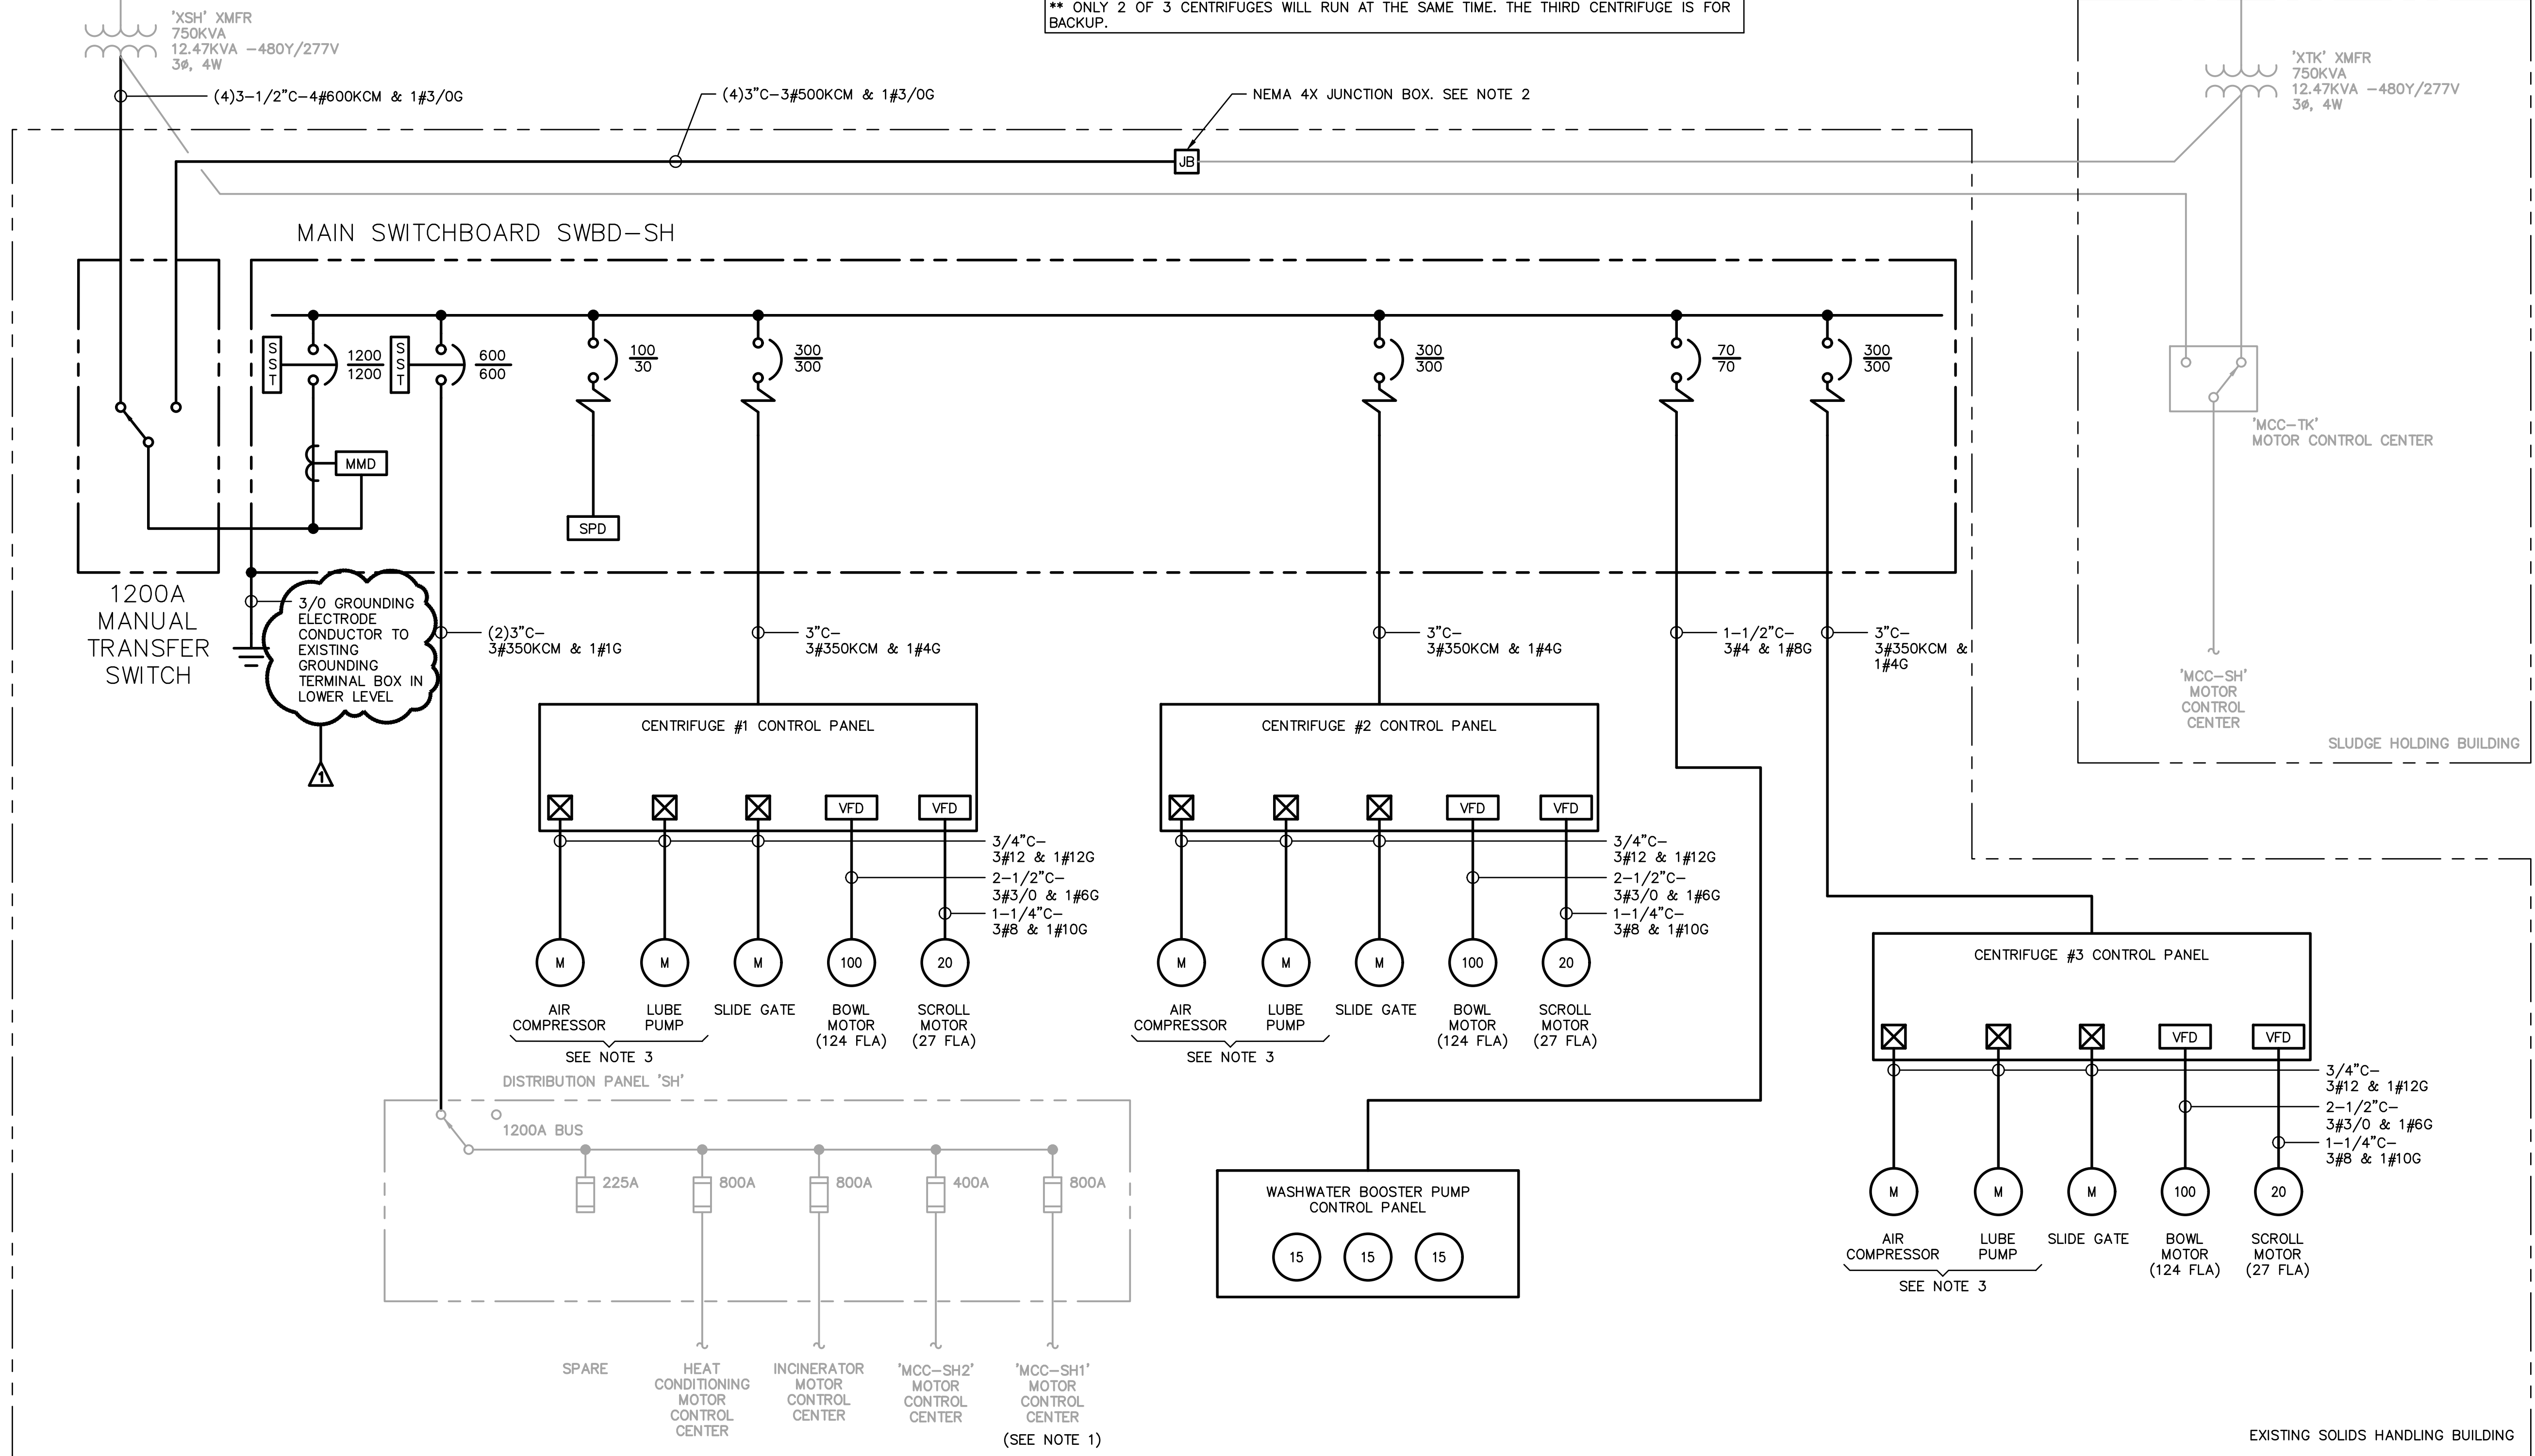 ** ONLY 2 OF 3 CENTRIFUGES WILL RUN AT THE SAME TIME. THE THIRD CENTRIFUGE IS FOR
BACKUP.
'XSH' XMFR
750KVA
12.47KVA -480Y/277V
3ø, 4W
'XTK' XMFR
750KVA
12.47KVA -480Y/277V
3ø, 4W
(4)3-1/2"C-4#600KCM & 1#3/0G
(4)3"C-3#500KCM & 1#3/0G
NEMA 4X JUNCTION BOX. SEE NOTE 2
JB
MAIN SWITCHBOARD SWBD-SH
S
S
T
1200
1200
S
S
T
600
600
100
30
300
300
300
300
70
70
300
300
MMD
SPD
'MCC-TK'
MOTOR CONTROL CENTER
1200A
MANUAL
TRANSFER
SWITCH
3/0 GROUNDING
ELECTRODE
CONDUCTOR TO
EXISTING
GROUNDING
TERMINAL BOX IN
LOWER LEVEL
1
(2)3"C-
3#350KCM & 1#1G
3"C-
3#350KCM & 1#4G
3"C-
3#350KCM & 1#4G
1-1/2"C-
3#4 & 1#8G
3"C-
3#350KCM &
1#4G
'MCC-SH'
MOTOR
CONTROL
CENTER
SLUDGE HOLDING BUILDING
CENTRIFUGE #1 CONTROL PANEL
VFD
VFD
3/4"C-
3#12 & 1#12G
2-1/2"C-
3#3/0 & 1#6G
1-1/4"C-
3#8 & 1#10G
M
M
M
100
20
AIR
COMPRESSOR
LUBE
PUMP
SLIDE GATE
BOWL
MOTOR
(124 FLA)
SCROLL
MOTOR
(27 FLA)
SEE NOTE 3
CENTRIFUGE #2 CONTROL PANEL
VFD
VFD
3/4"C-
3#12 & 1#12G
2-1/2"C-
3#3/0 & 1#6G
1-1/4"C-
3#8 & 1#10G
M
M
M
100
20
AIR
COMPRESSOR
LUBE
PUMP
SLIDE GATE
BOWL
MOTOR
(124 FLA)
SCROLL
MOTOR
(27 FLA)
SEE NOTE 3
CENTRIFUGE #3 CONTROL PANEL
VFD
VFD
3/4"C-
3#12 & 1#12G
2-1/2"C-
3#3/0 & 1#6G
1-1/4"C-
3#8 & 1#10G
M
M
M
100
20
AIR
COMPRESSOR
LUBE
PUMP
SLIDE GATE
BOWL
MOTOR
(124 FLA)
SCROLL
MOTOR
(27 FLA)
SEE NOTE 3
DISTRIBUTION PANEL 'SH'
1200A BUS
225A
800A
800A
400A
800A
WASHWATER BOOSTER PUMP
CONTROL PANEL
15
15
15
SPARE
HEAT
CONDITIONING
MOTOR
CONTROL
CENTER
INCINERATOR
MOTOR
CONTROL
CENTER
'MCC-SH2'
MOTOR
CONTROL
CENTER
'MCC-SH1'
MOTOR
CONTROL
CENTER
(SEE NOTE 1)
EXISTING SOLIDS HANDLING BUILDING